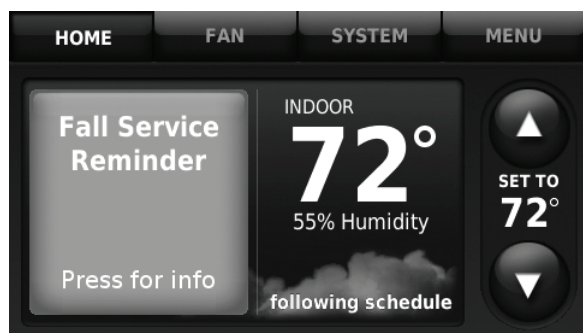 HOME FAN SYSTEM MENU
Fall Service
Reminder
Press for info
INDOOR
72°
55% Humidity
following schedule
SET TO
72°